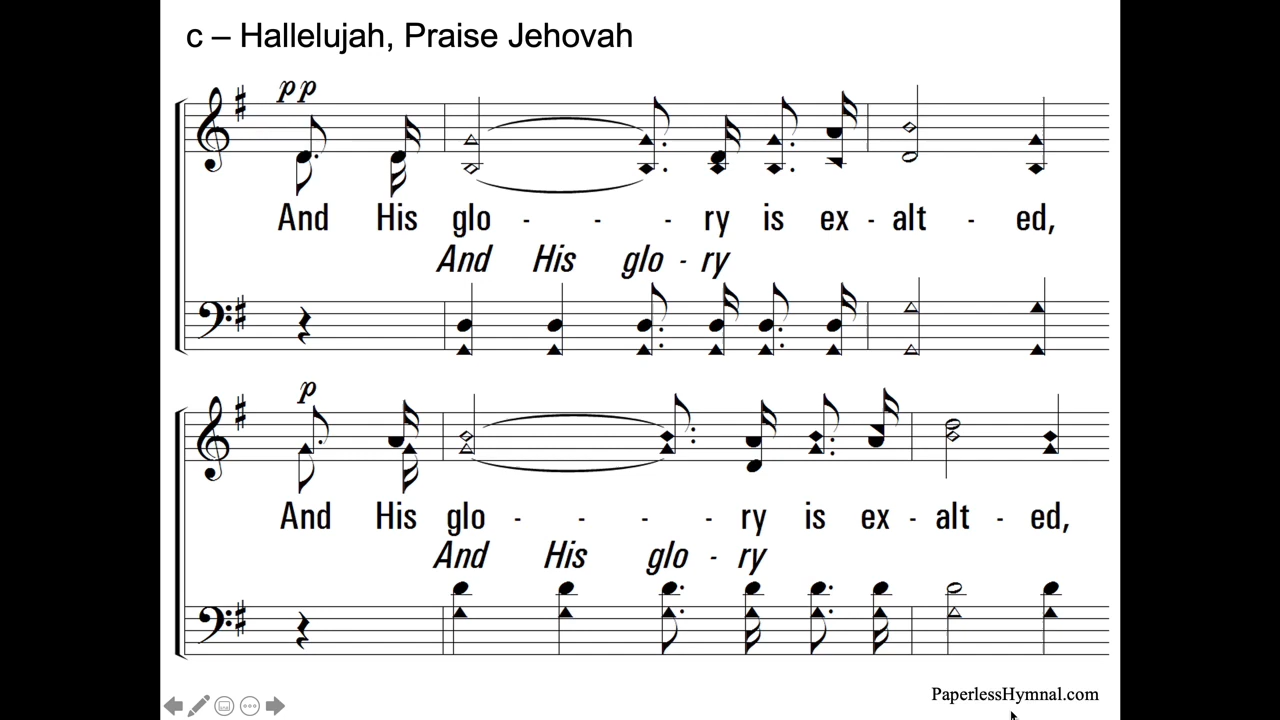 c – Hallelujah, Praise Jehovah
pp
And His glo - - - ry is ex - alt - ed,
And His glo - ry
p
And His glo - - - - ry is ex - alt - ed,
And His glo - ry
PaperlessHymnal.com